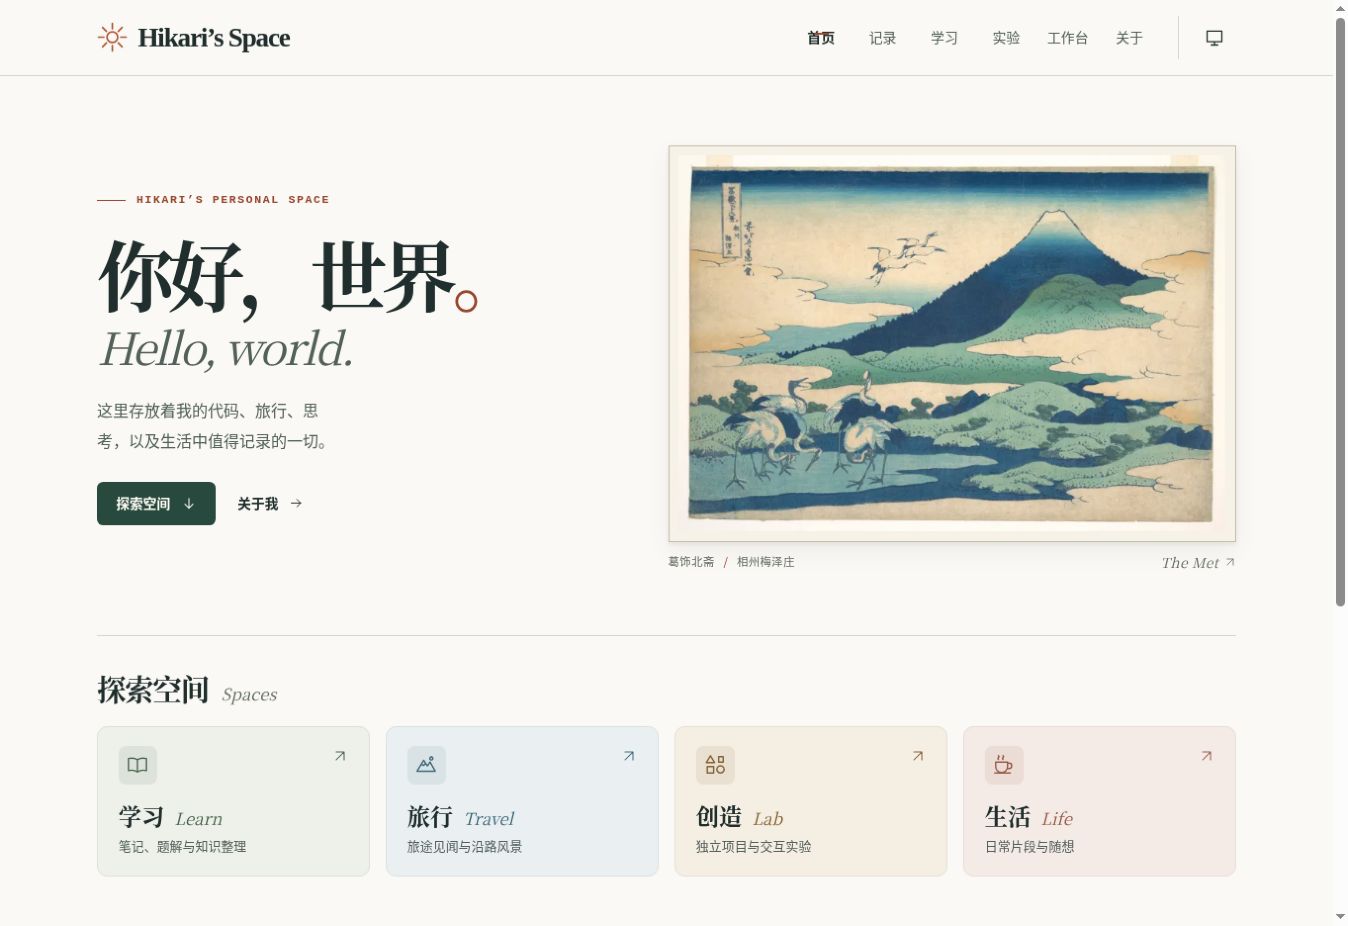 Hikari’s Space
首页 记录 学习 实验 工作台 关于
HIKARI’S PERSONAL SPACE
你好，世界。
Hello, world.
这里存放着我的代码、旅行、思
考，以及生活中值得记录的一切。
探索空间 ↓ 关于我 →
葛饰北斋 / 相州梅泽庄
The Met ↗
探索空间 Spaces
学习 Learn
笔记、题解与知识整理
旅行 Travel
旅途见闻与沿路风景
创造 Lab
独立项目与交互实验
生活 Life
日常片段与随想